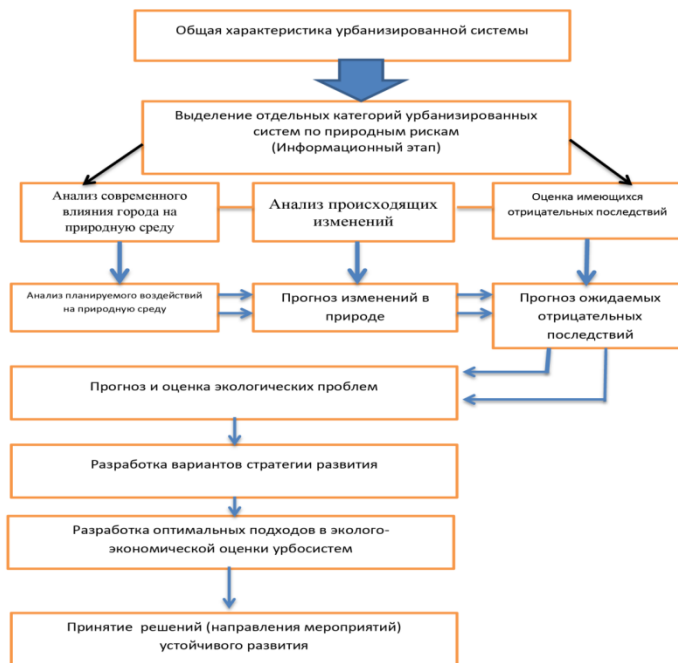 Общая характеристика урбанизированной системы
Выделение отдельных категорий урбанизированных
систем по природным рискам
(Информационный этап)
Анализ современного
влияния города на
природную среду
Анализ происходящих
изменений
Оценка имеющихся
отрицательных последствий
Анализ планируемого воздействий
на природную среду
Прогноз изменений в
природе
Прогноз ожидаемых
отрицательных
последствий
Прогноз и оценка экологических проблем
Разработка вариантов стратегии развития
Разработка оптимальных подходов в эколого-
экономической оценки урбосистем
Принятие решений (направления мероприятий)
устойчивого развития